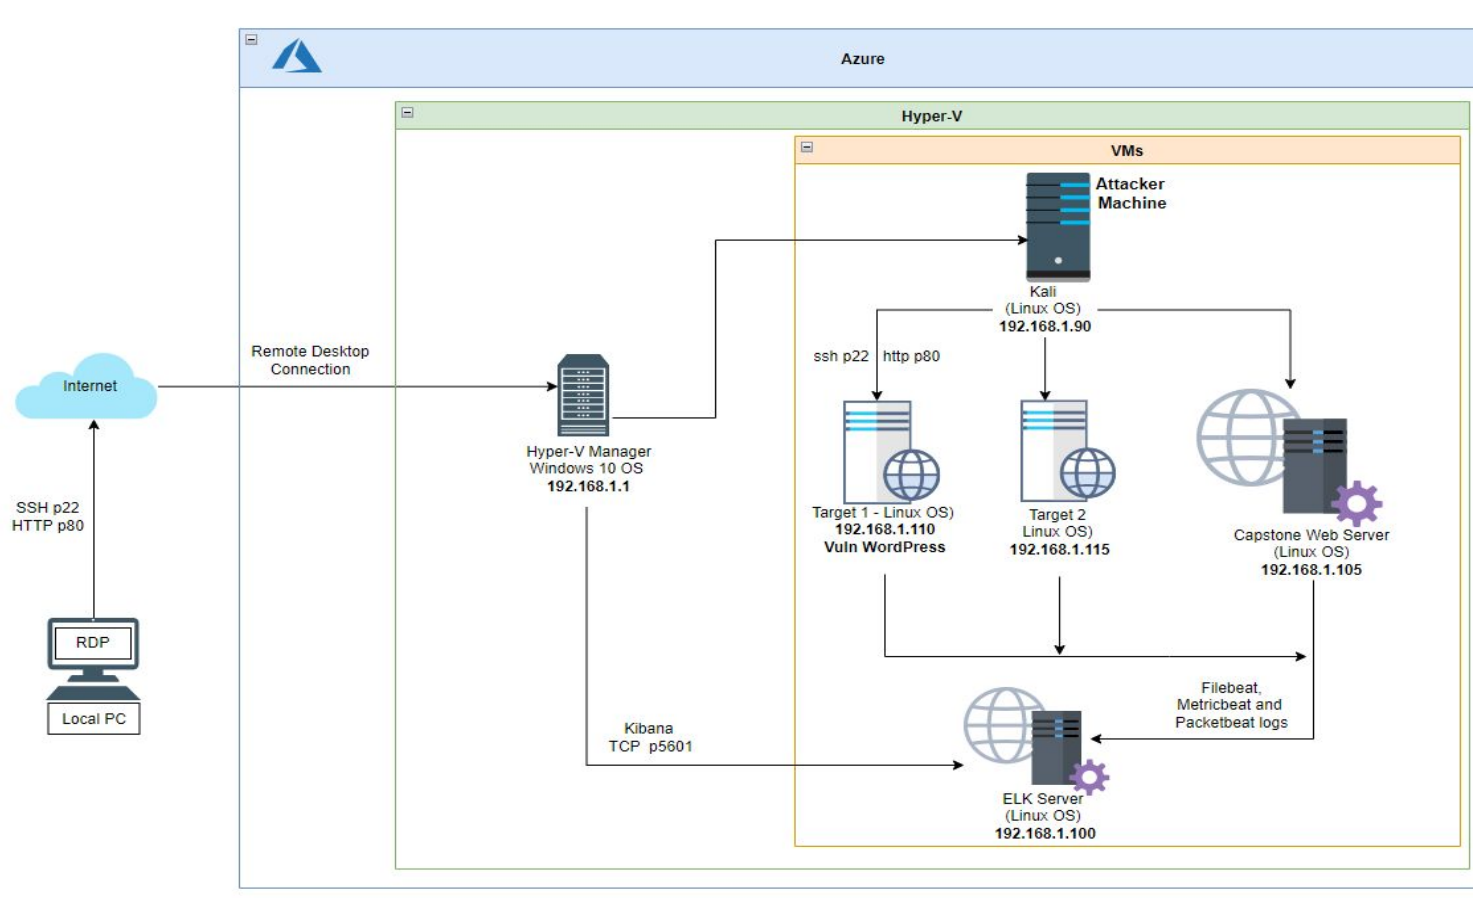 Azure
Hyper-V
VMs
Attacker
Machine
Kali
(Linux OS)
192.168.1.90
Remote Desktop
Connection
ssh p22
http p80
Internet
Hyper-V Manager
Windows 10 OS
192.168.1.1
SSH p22
HTTP p80
Target 1 - Linux OS)
192.168.1.110
Vuln WordPress
Target 2
Linux OS)
192.168.1.115
Capstone Web Server
(Linux OS)
192.168.1.105
RDP
Local PC
Filebeat,
Metricbeat and
Packetbeat logs
Kibana
TCP p5601
ELK Server
(Linux OS)
192.168.1.100